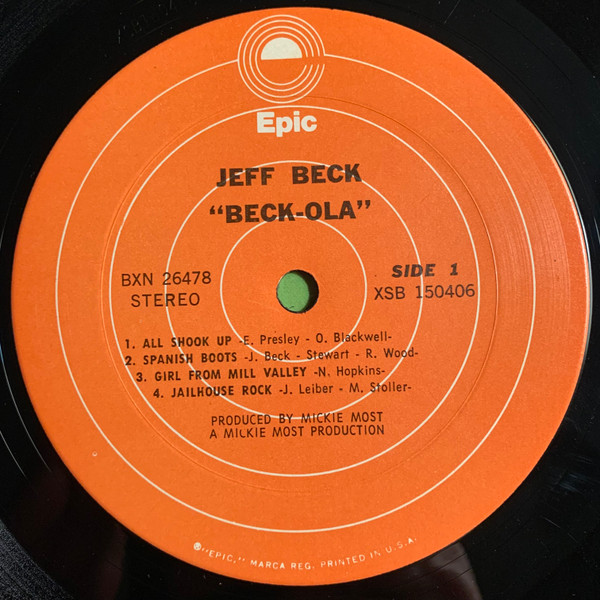 Epic
JEFF BECK
“BECK-OLA”
BXN 26478
STEREO
SIDE 1
XSB 150406
1. ALL SHOOK UP -E. Presley - O. Blackwell-
2. SPANISH BOOTS -J. Beck - Stewart - R. Wood-
3. GIRL FROM MILL VALLEY -N. Hopkins-
4. JAILHOUSE ROCK -J. Leiber - M. Stoller-
PRODUCED BY MICKIE MOST
A MICKIE MOST PRODUCTION
®"EPIC," MARCA REG. PRINTED IN U.S.A.